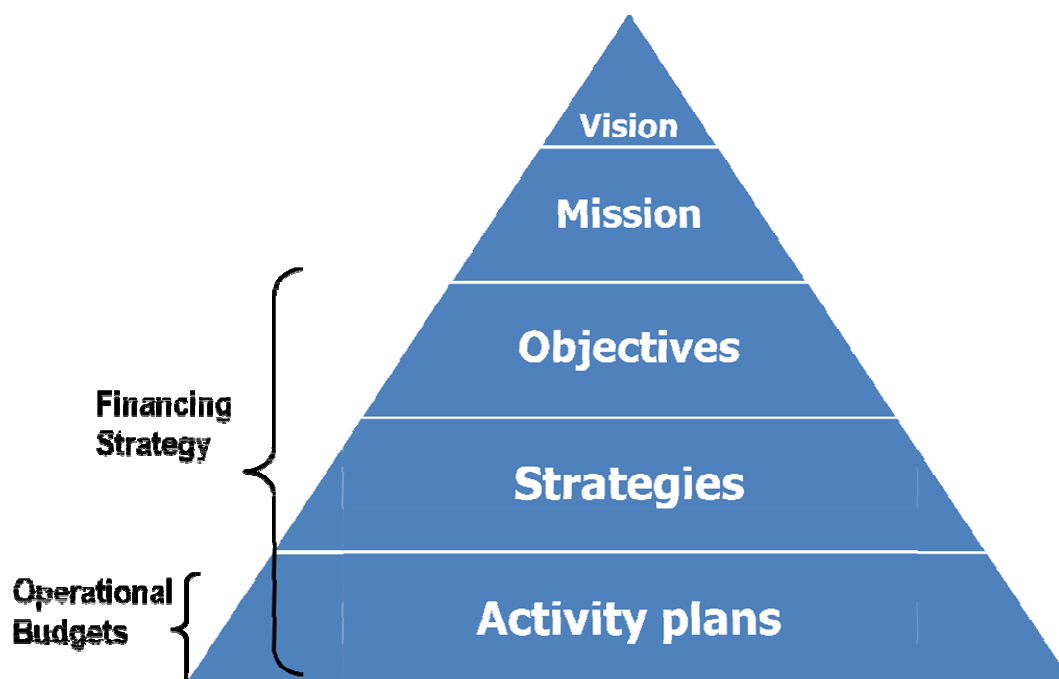 Vision
Mission
Objectives
Financing
Strategy
Strategies
Operational
Budgets
Activity plans